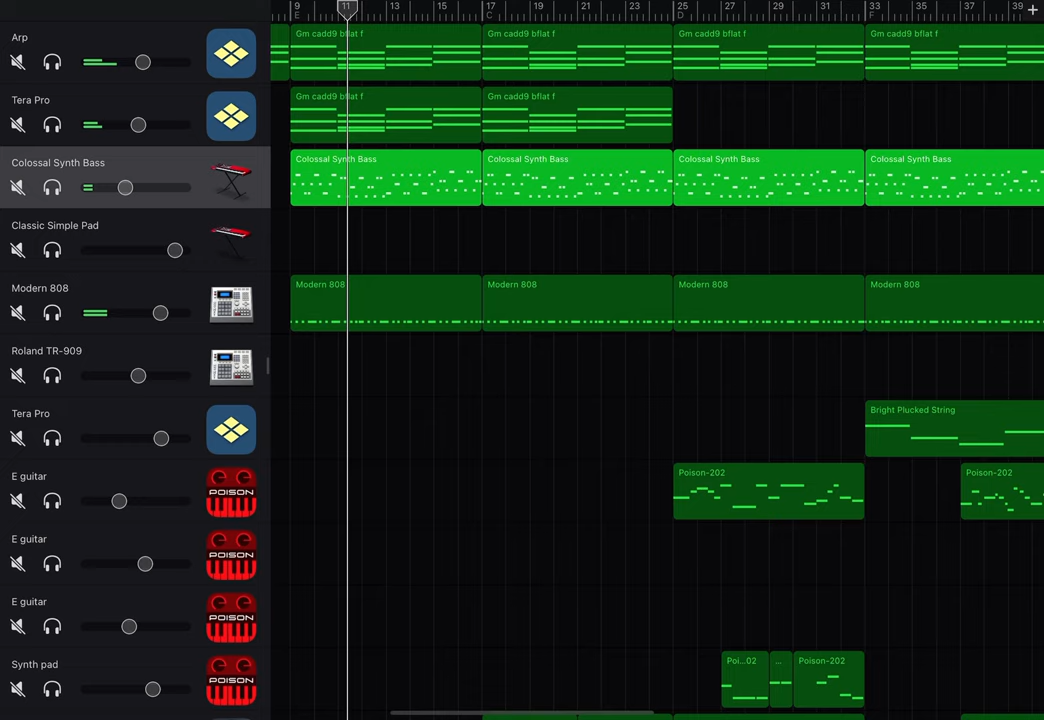 9 11 13 15 17 19 21 23 25 27 29 31 33 35 37 39
E C D F
Arp
Gm cadd9 bflat f Gm cadd9 bflat f Gm cadd9 bflat f Gm cadd9 bflat f
Tera Pro
Gm cadd9 bflat f Gm cadd9 bflat f
Colossal Synth Bass
Colossal Synth Bass Colossal Synth Bass Colossal Synth Bass Colossal Synth Bass
Classic Simple Pad
Modern 808
Modern 808 Modern 808 Modern 808 Modern 808
Roland TR-909
Tera Pro
Bright Plucked String
E guitar
Poison-202 Poison-202
POISON
E guitar
POISON
E guitar
POISON
Synth pad
Poi...02 ... Poison-202
POISON